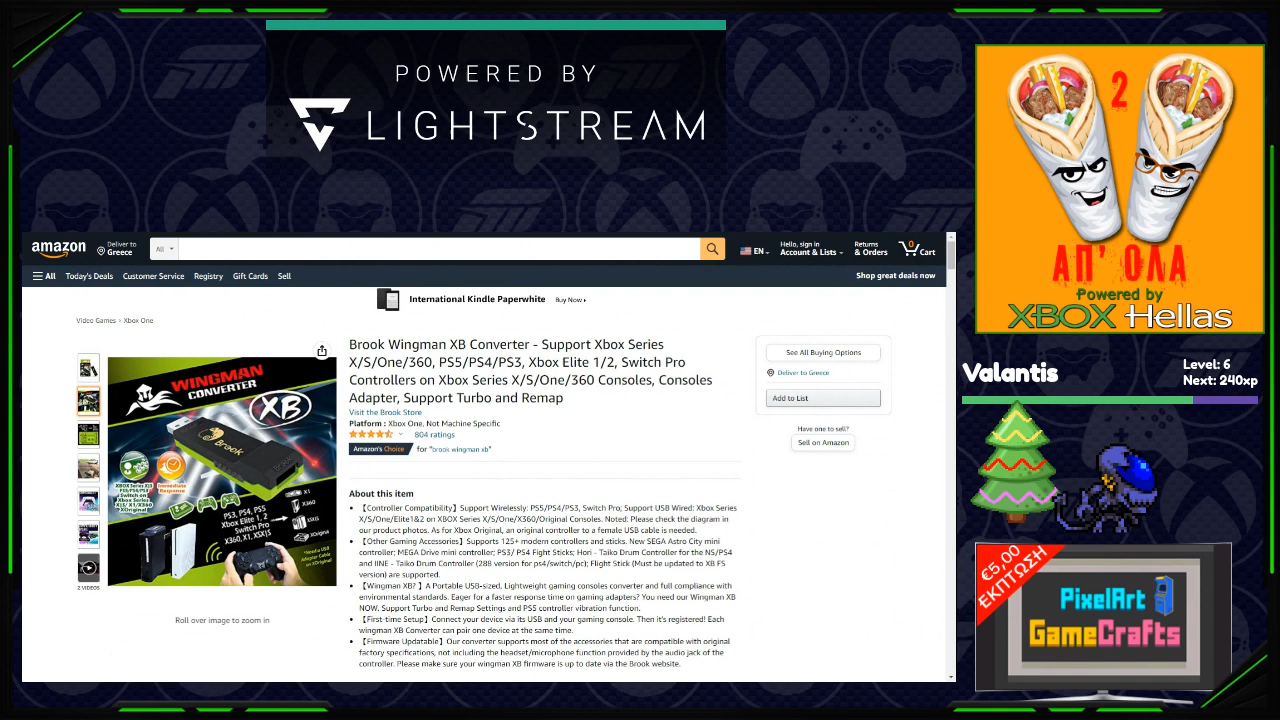 POWERED BY
LIGHTSTREAM
amazon
Deliver to
Greece
All
EN
Hello, sign in
Account & Lists
Returns
& Orders
0
Cart
All
Today's Deals
Customer Service
Registry
Gift Cards
Sell
Shop great deals now
International Kindle Paperwhite
Buy Now
Video Games › Xbox One
WINGMAN
CONVERTER
XB
Brook
Immediate
Response
PS3, PS4, PS5
Xbox Elite 1, 2
Switch Pro
X360, X1, XSX|S
X1
X360
2 VIDEOS
Roll over image to zoom in
Brook Wingman XB Converter - Support Xbox Series
X/S/One/360, PS5/PS4/PS3, Xbox Elite 1/2, Switch Pro
Controllers on Xbox Series X/S/One/360 Consoles, Consoles
Adapter, Support Turbo and Remap
Visit the Brook Store
Platform : Xbox One, Not Machine Specific
804 ratings
Amazon's Choice for "brook wingman xb"
About this item
• 【Controller Compatibility】Support Wirelessly: PS5/PS4/PS3, Switch Pro; Support USB Wired: Xbox Series
X/S/One/Elite1&2 on XBOX Series X/S/One/X360/Original Consoles. Noted: Please check the diagram in
our product photos. As for Xbox Original, an original controller to a female USB cable is needed.
• 【Other Gaming Accessories】Supports 125+ modern controllers and sticks. New SEGA Astro City mini
controller; MEGA Drive mini controller; PS3/ PS4 Fight Sticks; Hori - Taiko Drum Controller for the NS/PS4
and IINE - Taiko Drum Controller (288 version for ps4/switch/pc); Flight Stick (Must be updated to XB FS
version) are supported.
• 【Wingman XB? 】A Portable USB-sized, Lightweight gaming consoles converter and full compliance with
environmental standards. Eager for a faster response time on gaming adapters? You need our Wingman XB
NOW. Support Turbo and Remap Settings and PS5 controller vibration function.
• 【First-time Setup】Connect your device via its USB and your gaming console. Then it's registered! Each
wingman XB Converter can pair one device at the same time.
• 【Firmware Updatable】Our converter supports most of the accessories that are compatible with original
factory specifications, not including the headset/microphone function provided by the audio jack of the
controller. Please make sure your wingman XB firmware is up to date via the Brook website.
See All Buying Options
Deliver to Greece
Add to List
Have one to sell?
Sell on Amazon
2
ΑΠ' ΟΛΑ
Powered by
XBOX Hellas
Valantis
Level: 6
Next: 240xp
€5,00
ΕΚΠΤΩΣΗ
PixelArt
GameCrafts